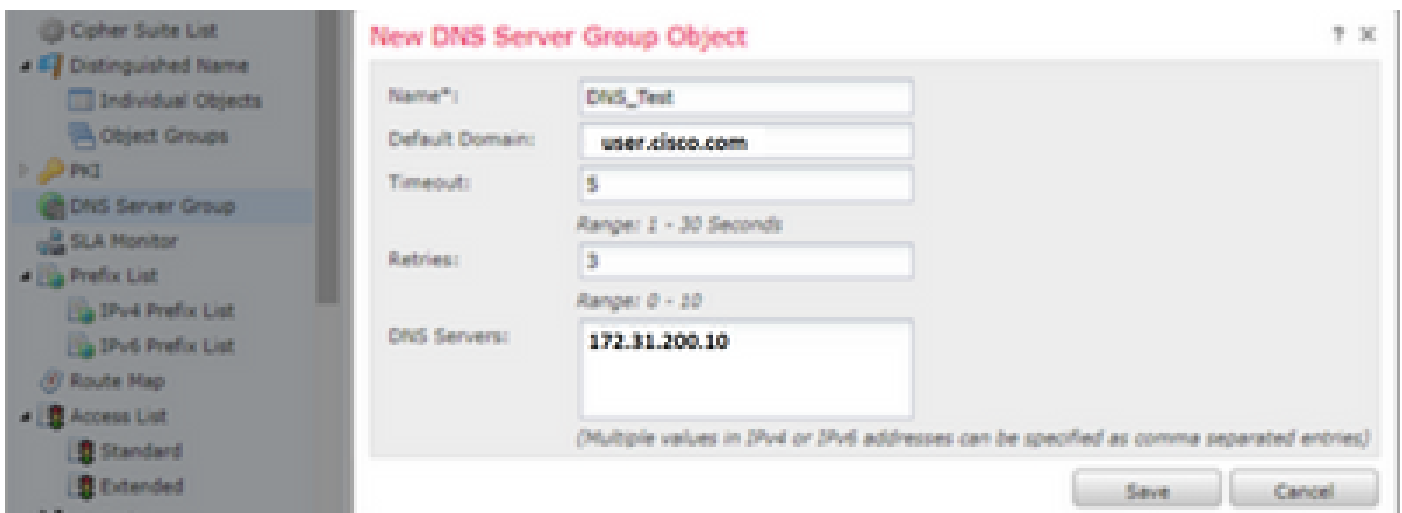 Cipher Suite List
Distinguished Name
Individual Objects
Object Groups
PKI
DNS Server Group
SLA Monitor
Prefix List
IPv4 Prefix List
IPv6 Prefix List
Route Map
Access List
Standard
Extended
New DNS Server Group Object
? X
Name*: DNS_Test
Default Domain: user.cisco.com
Timeout: 5
Range: 1 - 30 Seconds
Retries: 3
Range: 0 - 10
DNS Servers: 172.31.200.10
(Multiple values in IPv4 or IPv6 addresses can be specified as comma separated entries)
Save Cancel